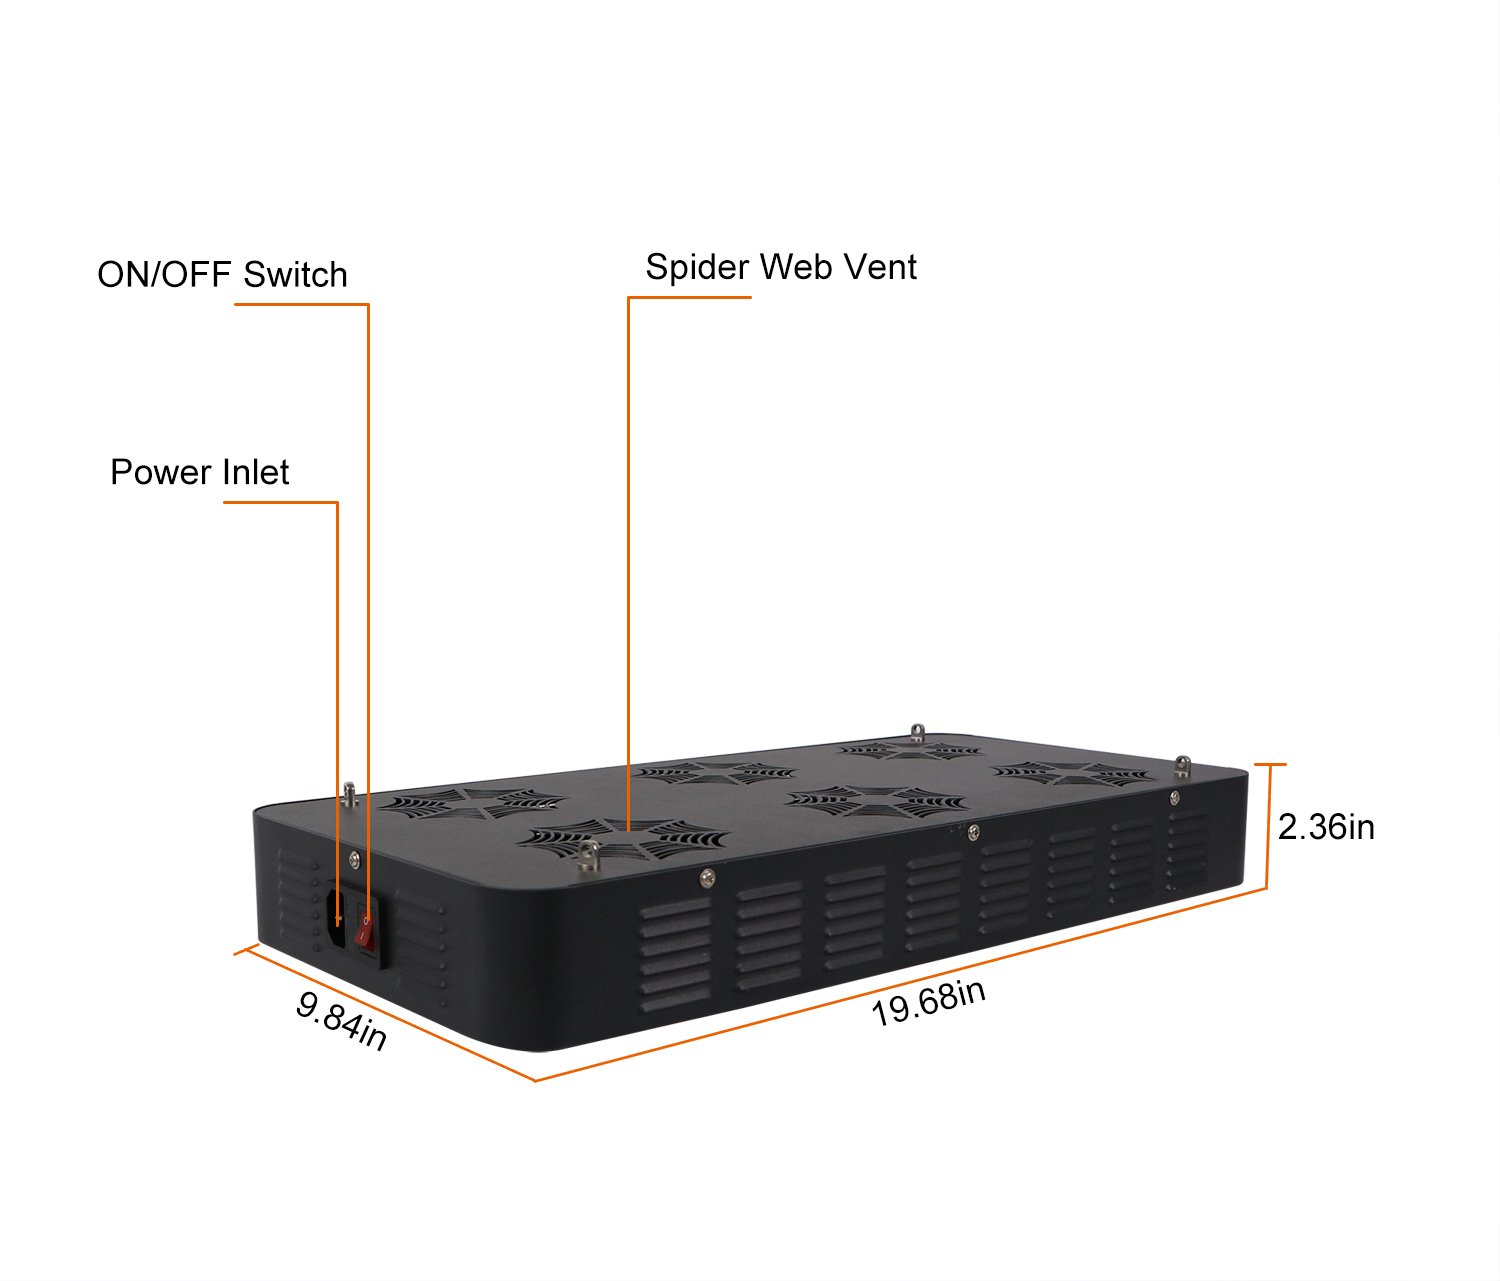 ON/OFF Switch
Spider Web Vent
Power Inlet
2.36in
19.68in
9.84in